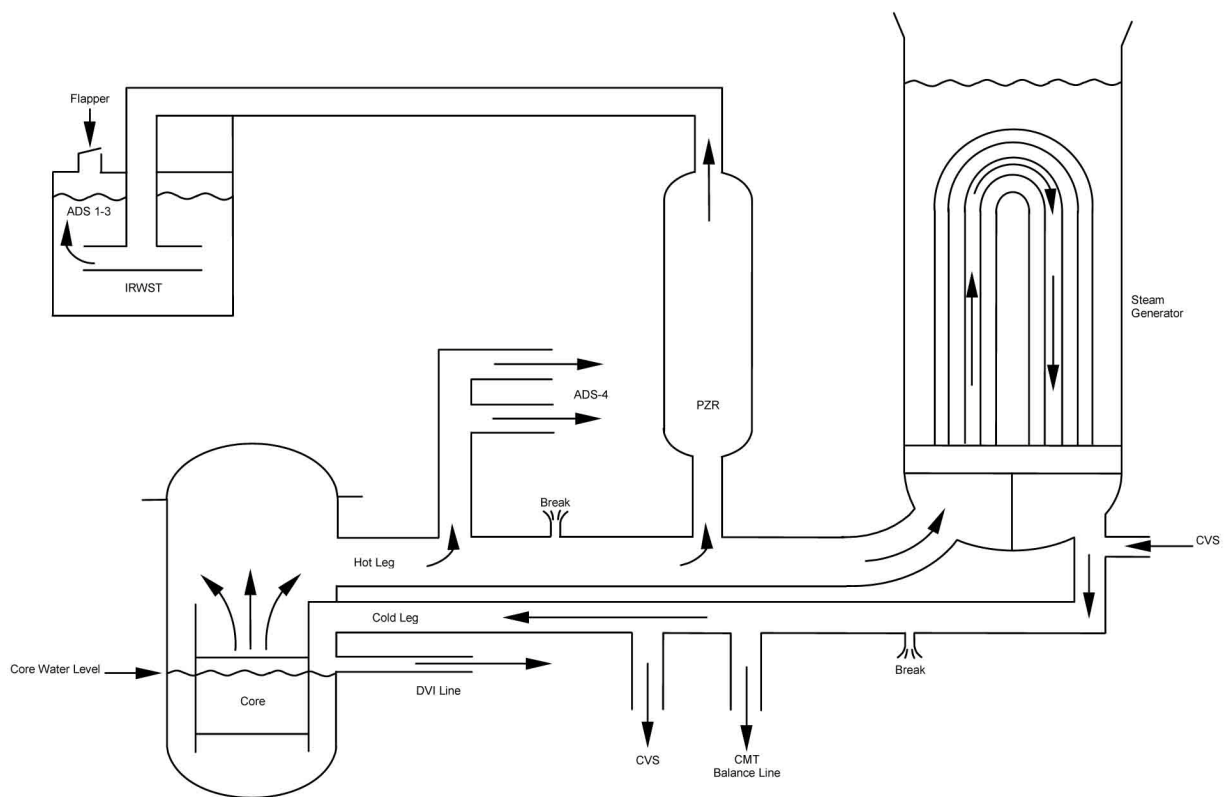 Flapper
ADS 1-3
IRWST
Steam
Generator
ADS-4
PZR
Break
Hot Leg
CVS
Cold Leg
Core Water Level
DVI Line
Break
Core
CVS
CMT
Balance Line